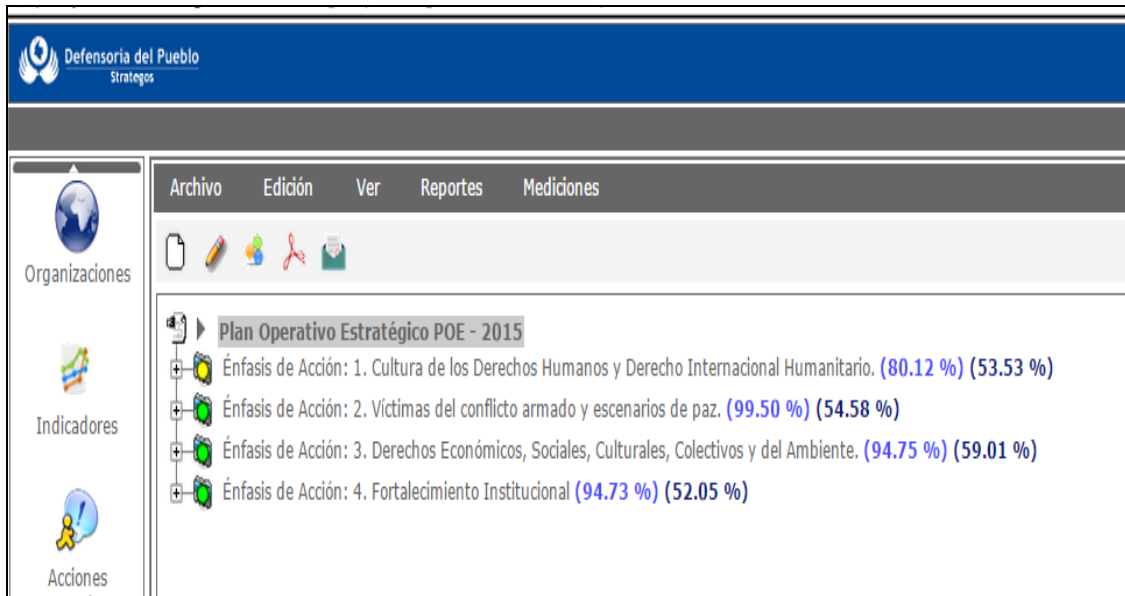 Defensoría del Pueblo
Strategos
Archivo Edición Ver Reportes Mediciones
Organizaciones
Indicadores
Acciones
Plan Operativo Estratégico POE - 2015
Énfasis de Acción: 1. Cultura de los Derechos Humanos y Derecho Internacional Humanitario. (80.12 %) (53.53 %)
Énfasis de Acción: 2. Víctimas del conflicto armado y escenarios de paz. (99.50 %) (54.58 %)
Énfasis de Acción: 3. Derechos Económicos, Sociales, Culturales, Colectivos y del Ambiente. (94.75 %) (59.01 %)
Énfasis de Acción: 4. Fortalecimiento Institucional (94.73 %) (52.05 %)